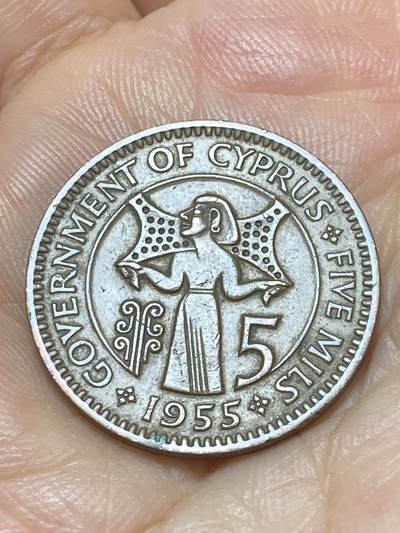 GOVERNMENT OF CYPRUS
FIVE MILS
5
1955